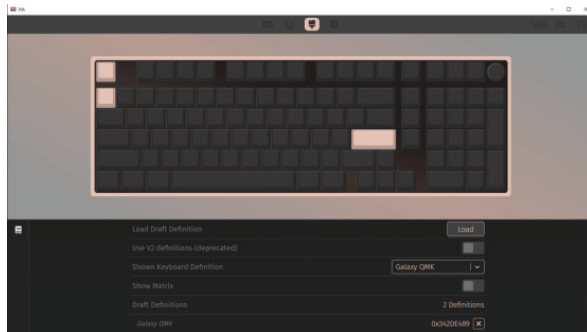 VIA
Load Draft Definition
Load
Use V2 definitions (deprecated)
Shown Keyboard Definition
Galaxy QMK
Show Matrix
Draft Definitions
2 Definitions
Galaxy QMK
0x342DE4B9